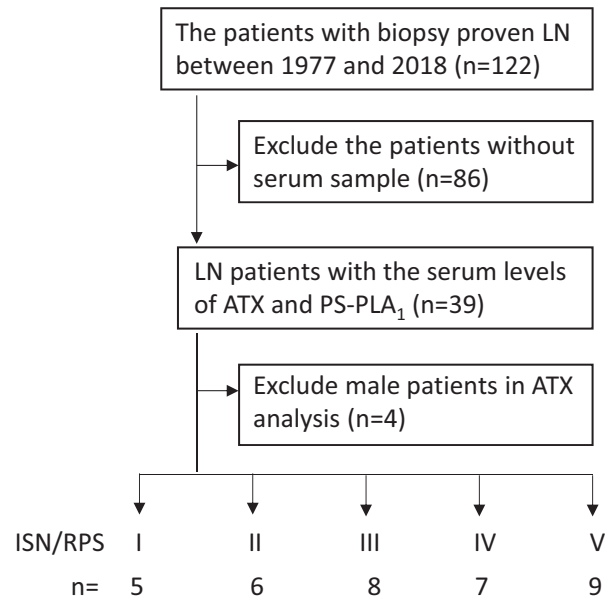 The patients with biopsy proven LN
between 1977 and 2018 (n=122)
Exclude the patients without
serum sample (n=86)
LN patients with the serum levels
of ATX and PS-PLA₁ (n=39)
Exclude male patients in ATX
analysis (n=4)
ISN/RPS I II III IV V
n= 5 6 8 7 9